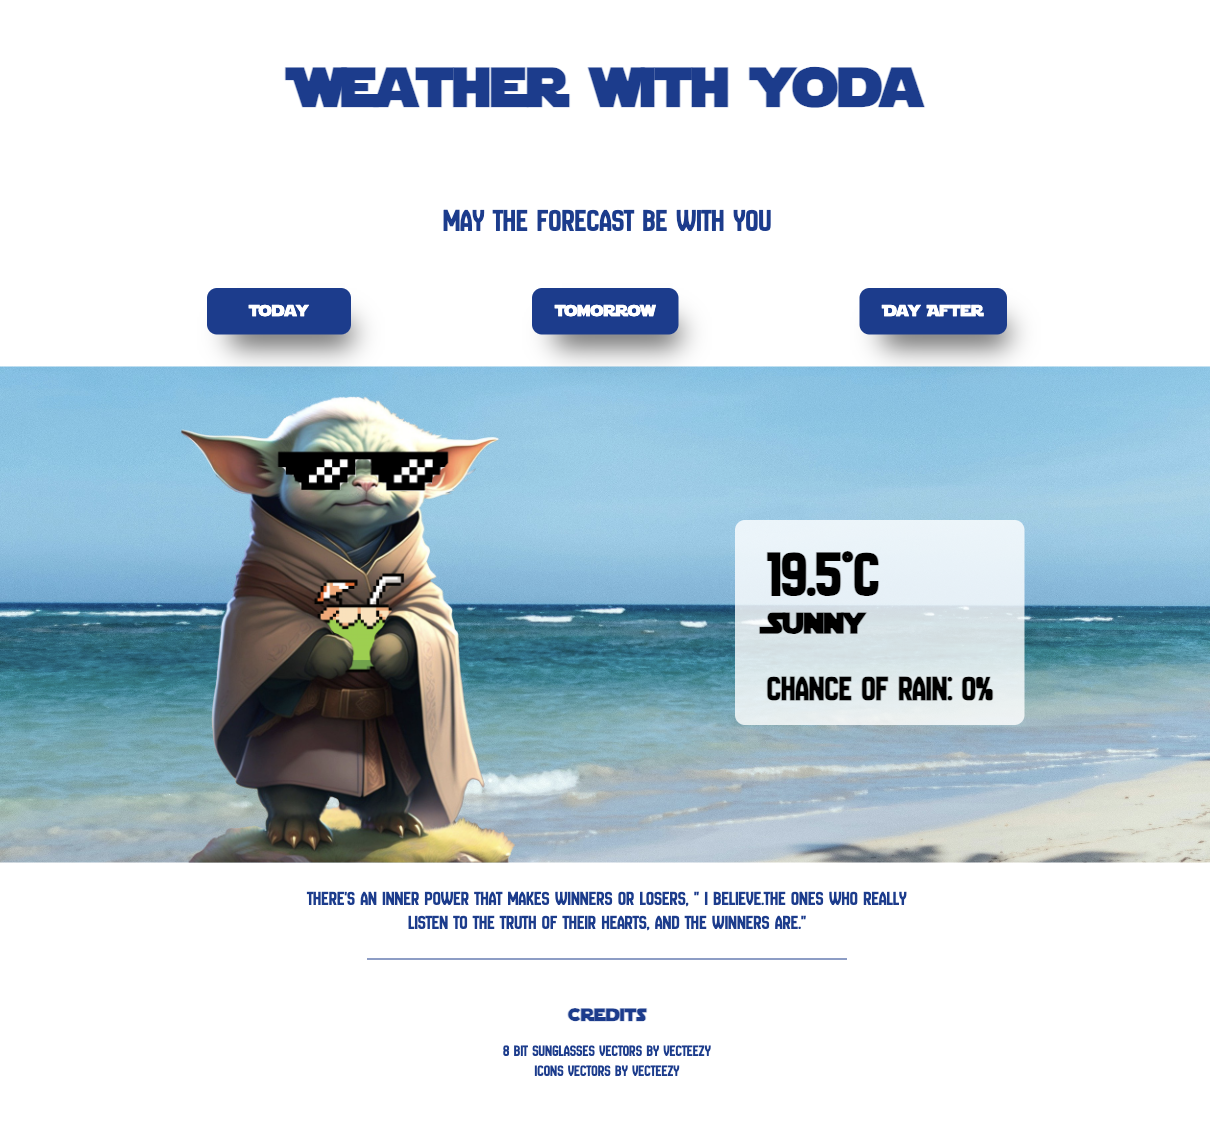 WEATHER WITH YODA
MAY THE FORECAST BE WITH YOU
TODAY
TOMORROW
DAY AFTER
19.5°C
SUNNY
CHANCE OF RAIN: 0%
THERE'S AN INNER POWER THAT MAKES WINNERS OR LOSERS, " I BELIEVE.THE ONES WHO REALLY
LISTEN TO THE TRUTH OF THEIR HEARTS, AND THE WINNERS ARE."
CREDITS
8 BIT SUNGLASSES VECTORS BY VECTEEZY
ICONS VECTORS BY VECTEEZY